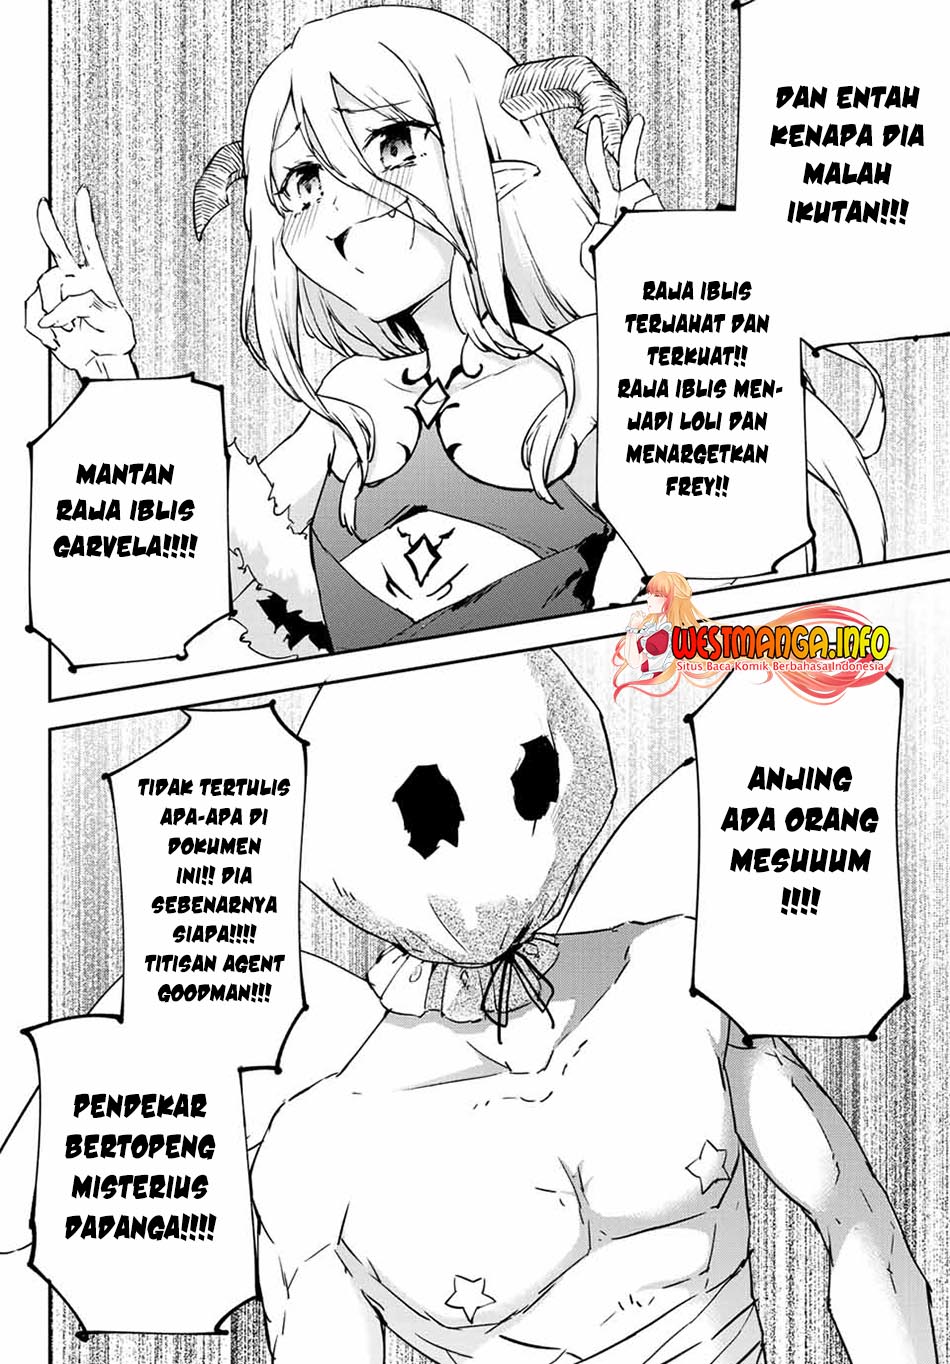 DAN ENTAH
KENAPA DIA
MALAH
IKUTAN!!!
RAJA IBLIS
TERJAHAT DAN
TERKUAT!!
RAJA IBLIS MEN-
JADI LOLI DAN
MENARGETKAN
FREY!!
MANTAN
RAJA IBLIS
GARVELA!!!!
WESTMANGA.INFO
Situs Baca Komik Berbahasa Indonesia
ANJING
ADA ORANG
MESUUUM
!!!!
TIDAK TERTULIS
APA-APA DI
DOKUMEN
INI!! DIA
SEBENARNYA
SIAPA!!!!
TITISAN AGENT
GOODMAN!!!
PENDEKAR
BERTOPENG
MISTERIUS
DADANGA!!!!